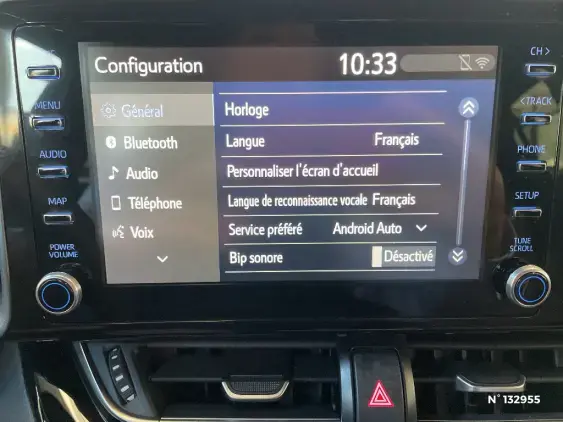 Configuration 10:33
CH >
MENU
< TRACK
AUDIO
PHONE
MAP
SETUP
POWER
VOLUME
TUNE
SCROLL
Général
Bluetooth
Audio
Téléphone
Voix
Horloge
Langue Français
Personnaliser l'écran d'accueil
Langue de reconnaissance vocale Français
Service préféré Android Auto
Bip sonore Désactivé
N° 132955